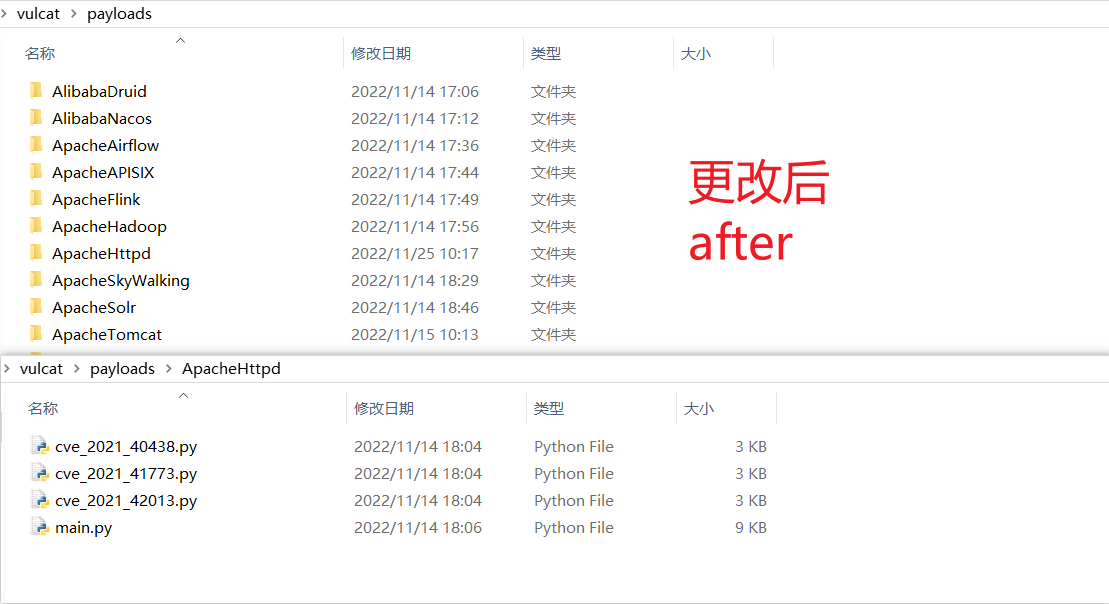 vulcat > payloads
名称 修改日期 类型 大小
AlibabaDruid 2022/11/14 17:06 文件夹
AlibabaNacos 2022/11/14 17:12 文件夹
ApacheAirflow 2022/11/14 17:36 文件夹
ApacheAPISIX 2022/11/14 17:44 文件夹
ApacheFlink 2022/11/14 17:49 文件夹
ApacheHadoop 2022/11/14 17:56 文件夹
ApacheHttpd 2022/11/25 10:17 文件夹
ApacheSkyWalking 2022/11/14 18:29 文件夹
ApacheSolr 2022/11/14 18:46 文件夹
ApacheTomcat 2022/11/15 10:13 文件夹
更改后
after
vulcat > payloads > ApacheHttpd
名称 修改日期 类型 大小
cve_2021_40438.py 2022/11/14 18:04 Python File 3 KB
cve_2021_41773.py 2022/11/14 18:04 Python File 3 KB
cve_2021_42013.py 2022/11/14 18:04 Python File 3 KB
main.py 2022/11/14 18:06 Python File 9 KB